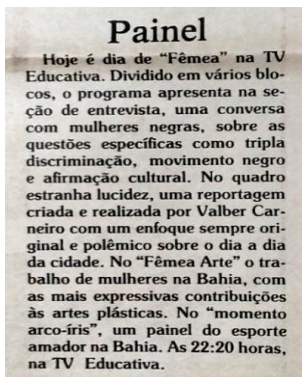 Painel
Hoje é dia de “Fêmea” na TV
Educativa. Dividido em vários blo-
cos, o programa apresenta na se-
ção de entrevista, uma conversa
com mulheres negras, sobre as
questões específicas como tripla
discriminação, movimento negro
e afirmação cultural. No quadro
estranha lucidez, uma reportagem
criada e realizada por Valber Car-
neiro com um enfoque sempre ori-
ginal e polêmico sobre o dia a dia
da cidade. No “Fêmea Arte” o tra-
balho de mulheres na Bahia, com
as mais expressivas contribuições
às artes plásticas. No “momento
arco-íris”, um painel do esporte
amador na Bahia. As 22:20 horas,
na TV Educativa.